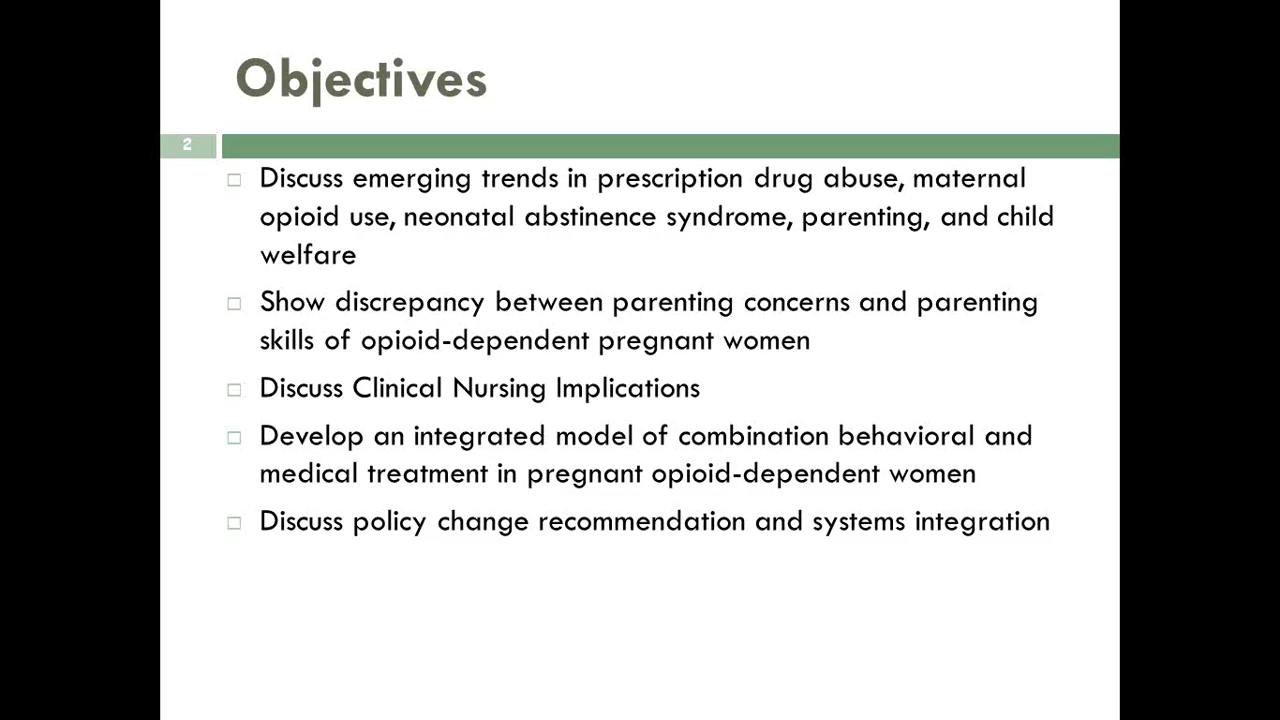 Objectives
2
Discuss emerging trends in prescription drug abuse, maternal
opioid use, neonatal abstinence syndrome, parenting, and child
welfare
Show discrepancy between parenting concerns and parenting
skills of opioid-dependent pregnant women
Discuss Clinical Nursing Implications
Develop an integrated model of combination behavioral and
medical treatment in pregnant opioid-dependent women
Discuss policy change recommendation and systems integration